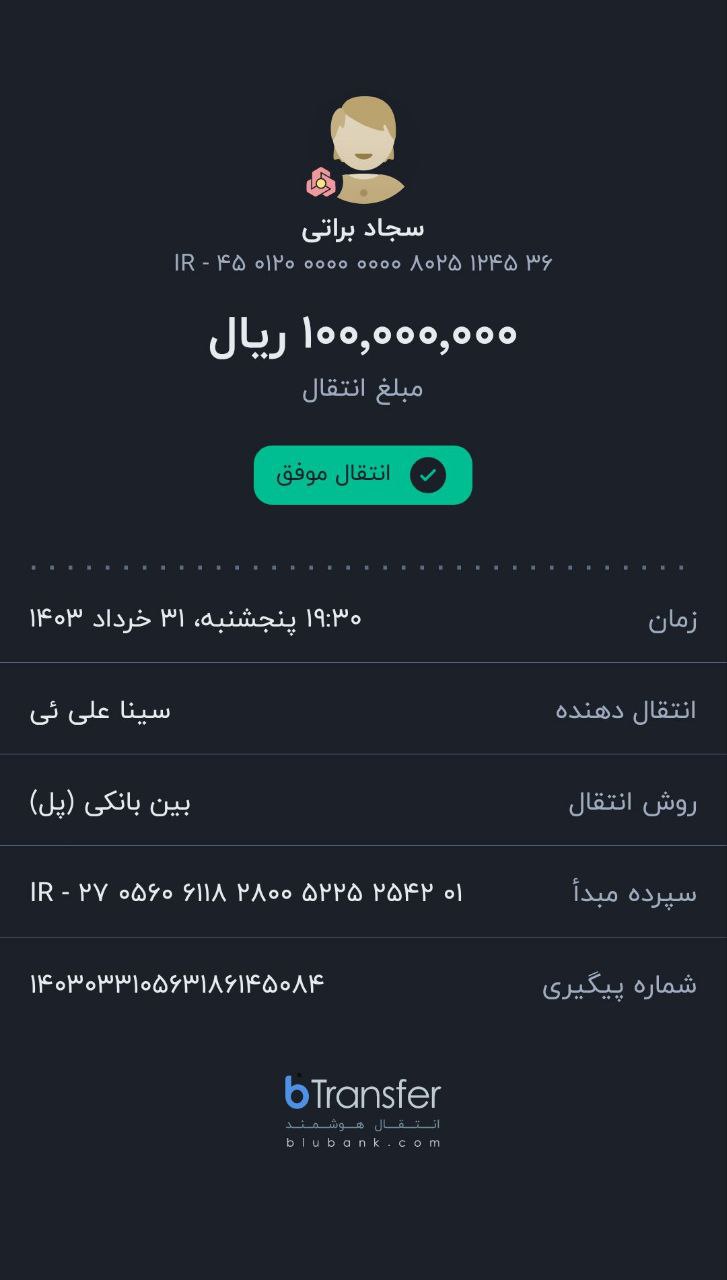 سجاد براتی
IR - ۴۵ ۰۱۲۰ ۰۰۰۰ ۰۰۰۰ ۸۰۲۵ ۱۲۴۵ ۳۶
۱۰۰,۰۰۰,۰۰۰ ریال
مبلغ انتقال
انتقال موفق
زمان ۱۹:۳۰ پنجشنبه، ۳۱ خرداد ۱۴۰۳
انتقال دهنده سینا علی ئی
روش انتقال بین بانکی (پل)
سپرده مبدأ IR - ۲۷ ۰۵۶۰ ۶۱۱۸ ۲۸۰۰ ۵۲۲۵ ۲۵۴۲ ۰۱
شماره پیگیری ۱۴۰۳۰۳۳۱۰۵۶۳۱۸۶۱۴۵۰۸۴
bTransfer
انتقال هوشمند
blubank.com